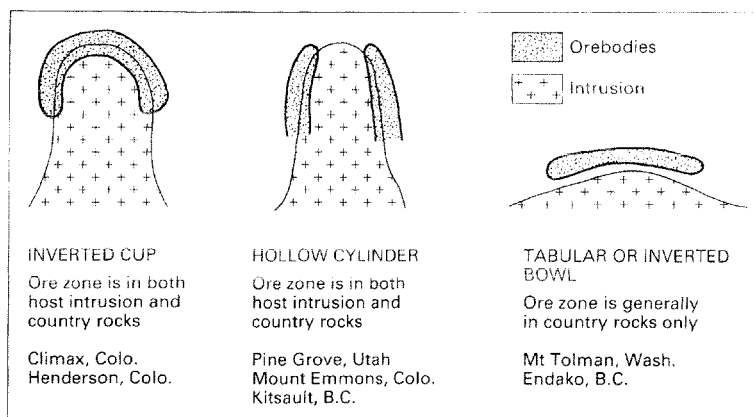 Orebodies
Intrusion
INVERTED CUP
Ore zone is in both
host intrusion and
country rocks
Climax, Colo.
Henderson, Colo.
HOLLOW CYLINDER
Ore zone is in both
host intrusion and
country rocks
Pine Grove, Utah
Mount Emmons, Colo.
Kitsault, B.C.
TABULAR OR INVERTED
BOWL
Ore zone is generally
in country rocks only
Mt Tolman, Wash.
Endako, B.C.